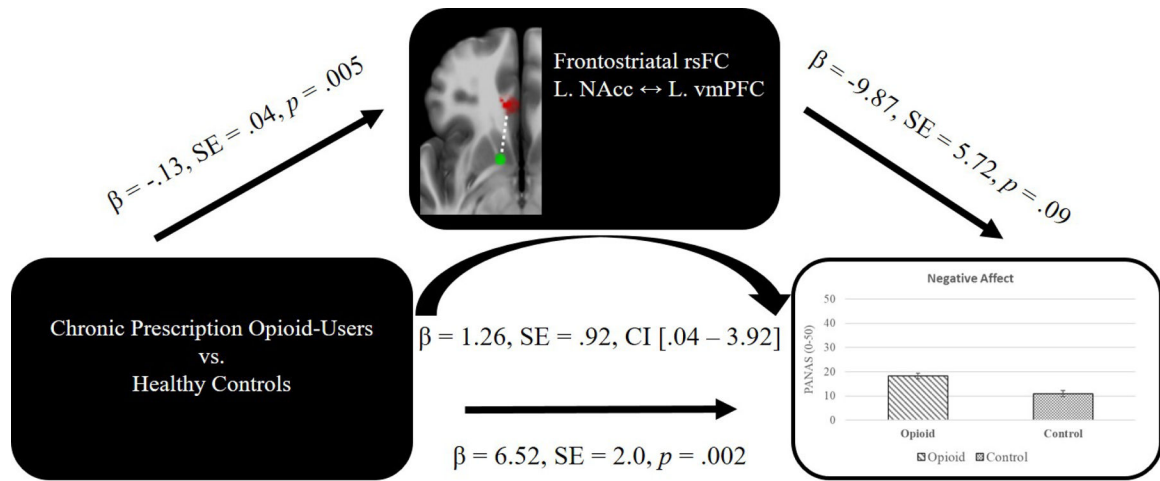 Frontostriatal rsFC
L. NAcc ↔ L. vmPFC
β = -.13, SE = .04, p = .005
β = -9.87, SE = 5.72, p = .09
Chronic Prescription Opioid-Users
vs.
Healthy Controls
β = 1.26, SE = .92, CI [.04 – 3.92]
β = 6.52, SE = 2.0, p = .002
Negative Affect
PANAS (0-50)
50
40
30
20
10
0
Opioid Control
Opioid Control